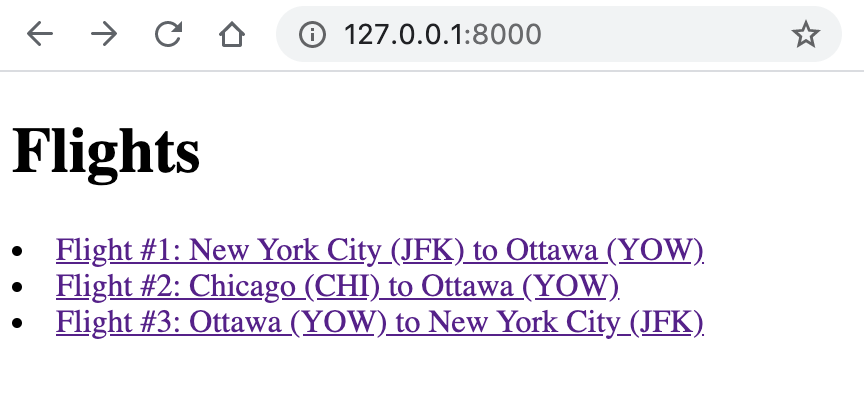 127.0.0.1:8000
Flights
Flight #1: New York City (JFK) to Ottawa (YOW)
Flight #2: Chicago (CHI) to Ottawa (YOW)
Flight #3: Ottawa (YOW) to New York City (JFK)